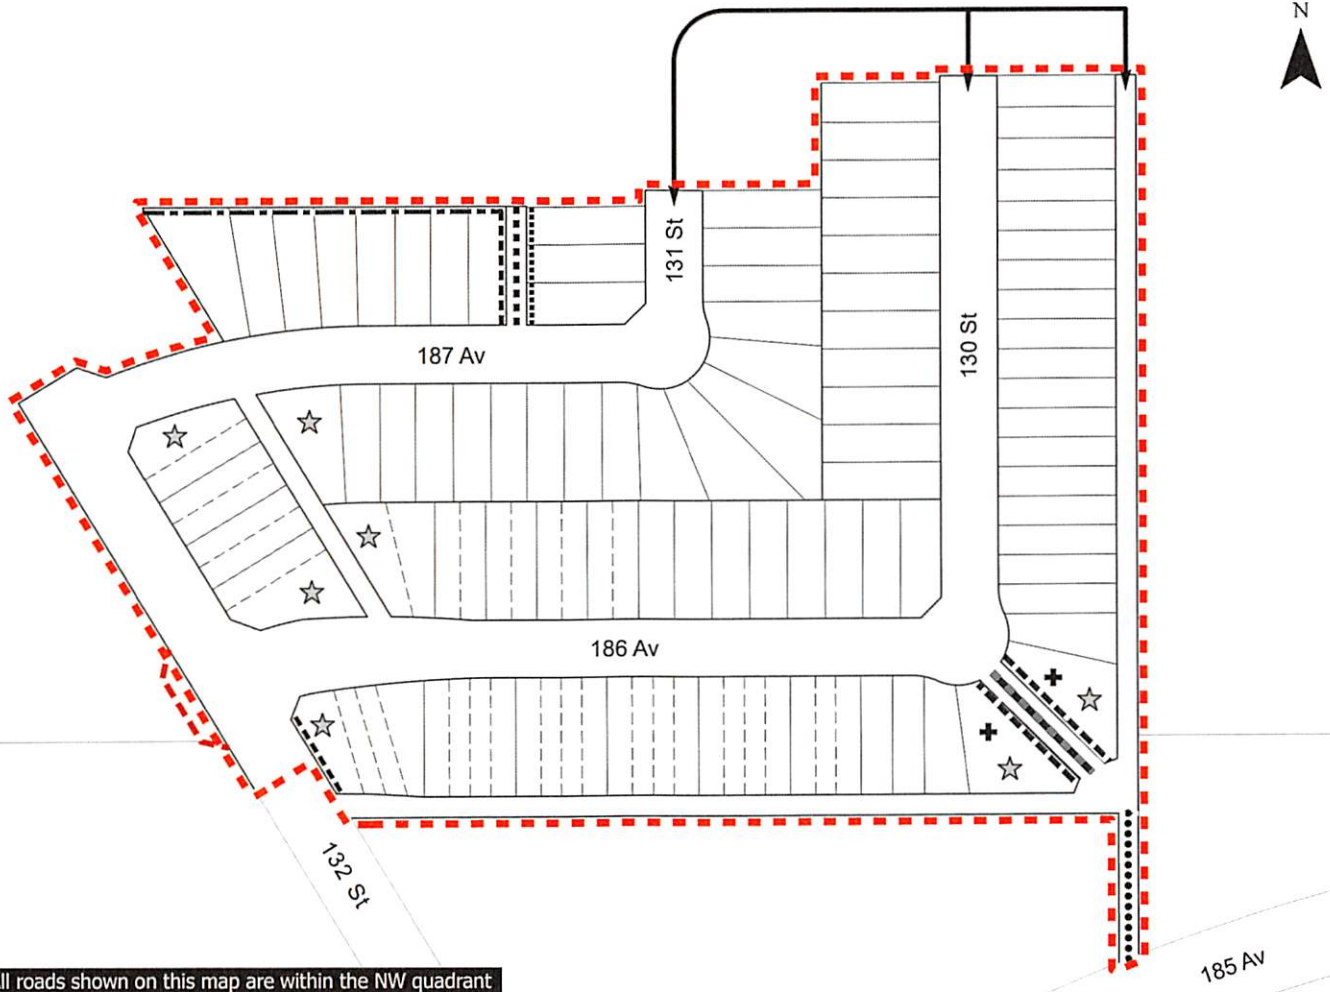 N
131 St
130 St
187 Av
186 Av
132 St
185 Av
ll roads shown on this map are within the NW quadrant